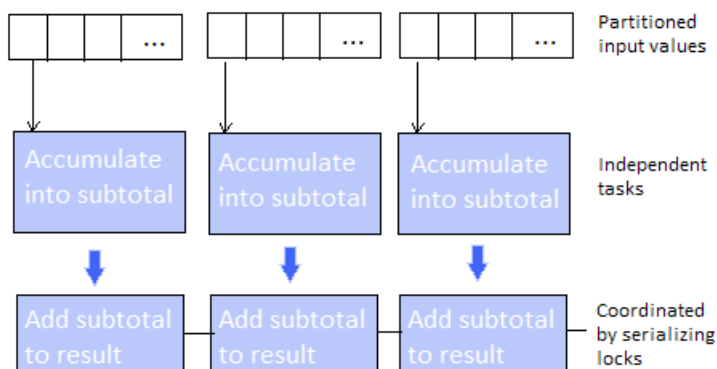 ...
...
...
Partitioned
input values
Accumulate
into subtotal
Accumulate
into subtotal
Accumulate
into subtotal
Independent
tasks
Add subtotal
to result
Add subtotal
to result
Add subtotal
to result
Coordinated
by serializing
locks